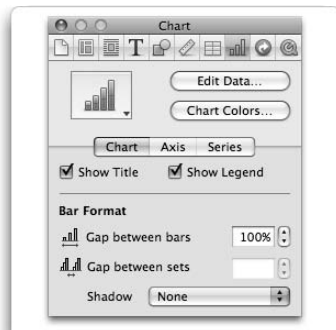 Chart
T
Edit Data...
Chart Colors...
Chart Axis Series
Show Title Show Legend
Bar Format
Gap between bars 100%
Gap between sets
Shadow None